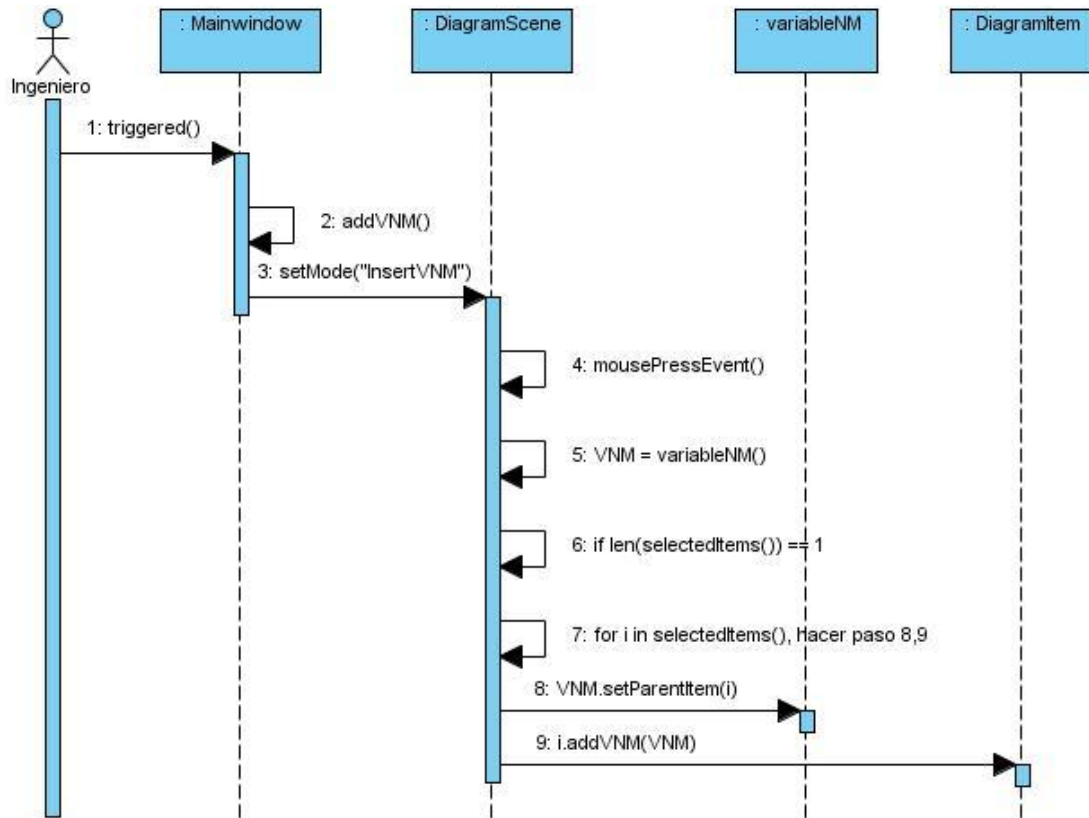 : Mainwindow
: DiagramScene
: variableNM
: DiagramItem
Ingeniero
1: triggered()
2: addVNM()
3: setMode("InsertVNM")
4: mousePressEvent()
5: VNM = variableNM()
6: if len(selectedItems()) == 1
7: for i in selectedItems(), hacer paso 8,9
8: VNM.setParentItem(i)
9: i.addVNM(VNM)